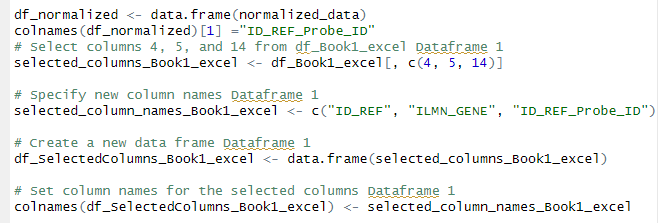 df_normalized <- data.frame(normalized_data)
colnames(df_normalized)[1] ="ID_REF_Probe_ID"
# Select columns 4, 5, and 14 from df_Book1_excel Dataframe 1
selected_columns_Book1_excel <- df_Book1_excel[, c(4, 5, 14)]
# Specify new column names Dataframe 1
selected_column_names_Book1_excel <- c("ID_REF", "ILMN_GENE", "ID_REF_Probe_ID")
# Create a new data frame Dataframe 1
df_SelectedColumns_Book1_excel <- data.frame(selected_columns_Book1_excel)
# Set column names for the selected columns Dataframe 1
colnames(df_SelectedColumns_Book1_excel) <- selected_column_names_Book1_excel